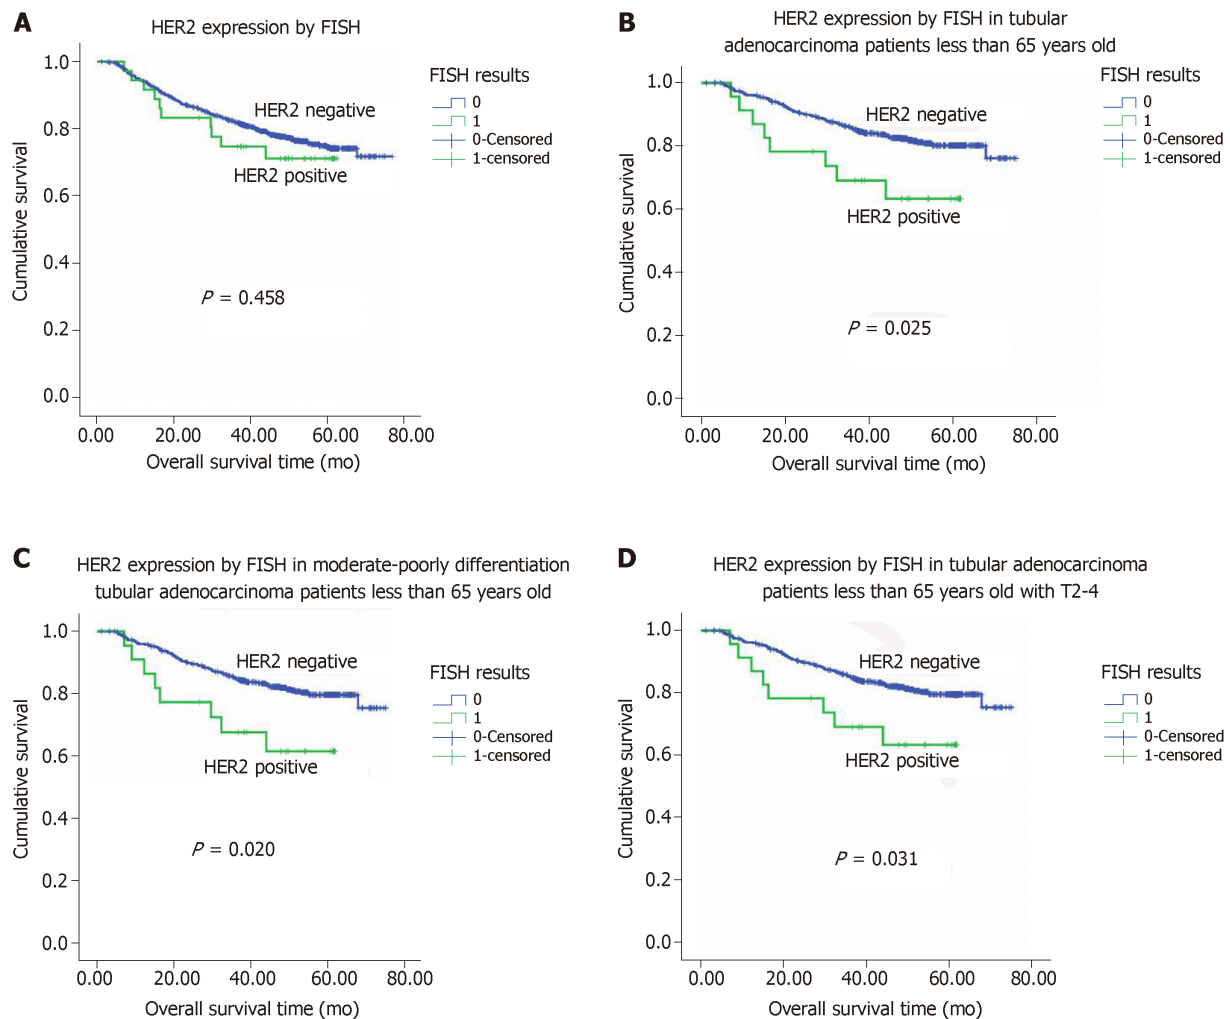 A
HER2 expression by FISH
Cumulative survival
1.0
0.8
0.6
0.4
0.2
0.0
HER2 negative
HER2 positive
P = 0.458
0.00 20.00 40.00 60.00 80.00
Overall survival time (mo)
FISH results
0
1
0-Censored
1-censored
B
HER2 expression by FISH in tubular
adenocarcinoma patients less than 65 years old
Cumulative survival
1.0
0.8
0.6
0.4
0.2
0.0
HER2 negative
HER2 positive
P = 0.025
0.00 20.00 40.00 60.00 80.00
Overall survival time (mo)
FISH results
0
1
0-Censored
1-censored
C
HER2 expression by FISH in moderate-poorly differentiation
tubular adenocarcinoma patients less than 65 years old
Cumulative survival
1.0
0.8
0.6
0.4
0.2
0.0
HER2 negative
HER2 positive
P = 0.020
0.00 20.00 40.00 60.00 80.00
Overall survival time (mo)
FISH results
0
1
0-Censored
1-censored
D
HER2 expression by FISH in tubular adenocarcinoma
patients less than 65 years old with T2-4
Cumulative survival
1.0
0.8
0.6
0.4
0.2
0.0
HER2 negative
HER2 positive
P = 0.031
0.00 20.00 40.00 60.00 80.00
Overall survival time (mo)
FISH results
0
1
0-Censored
1-censored